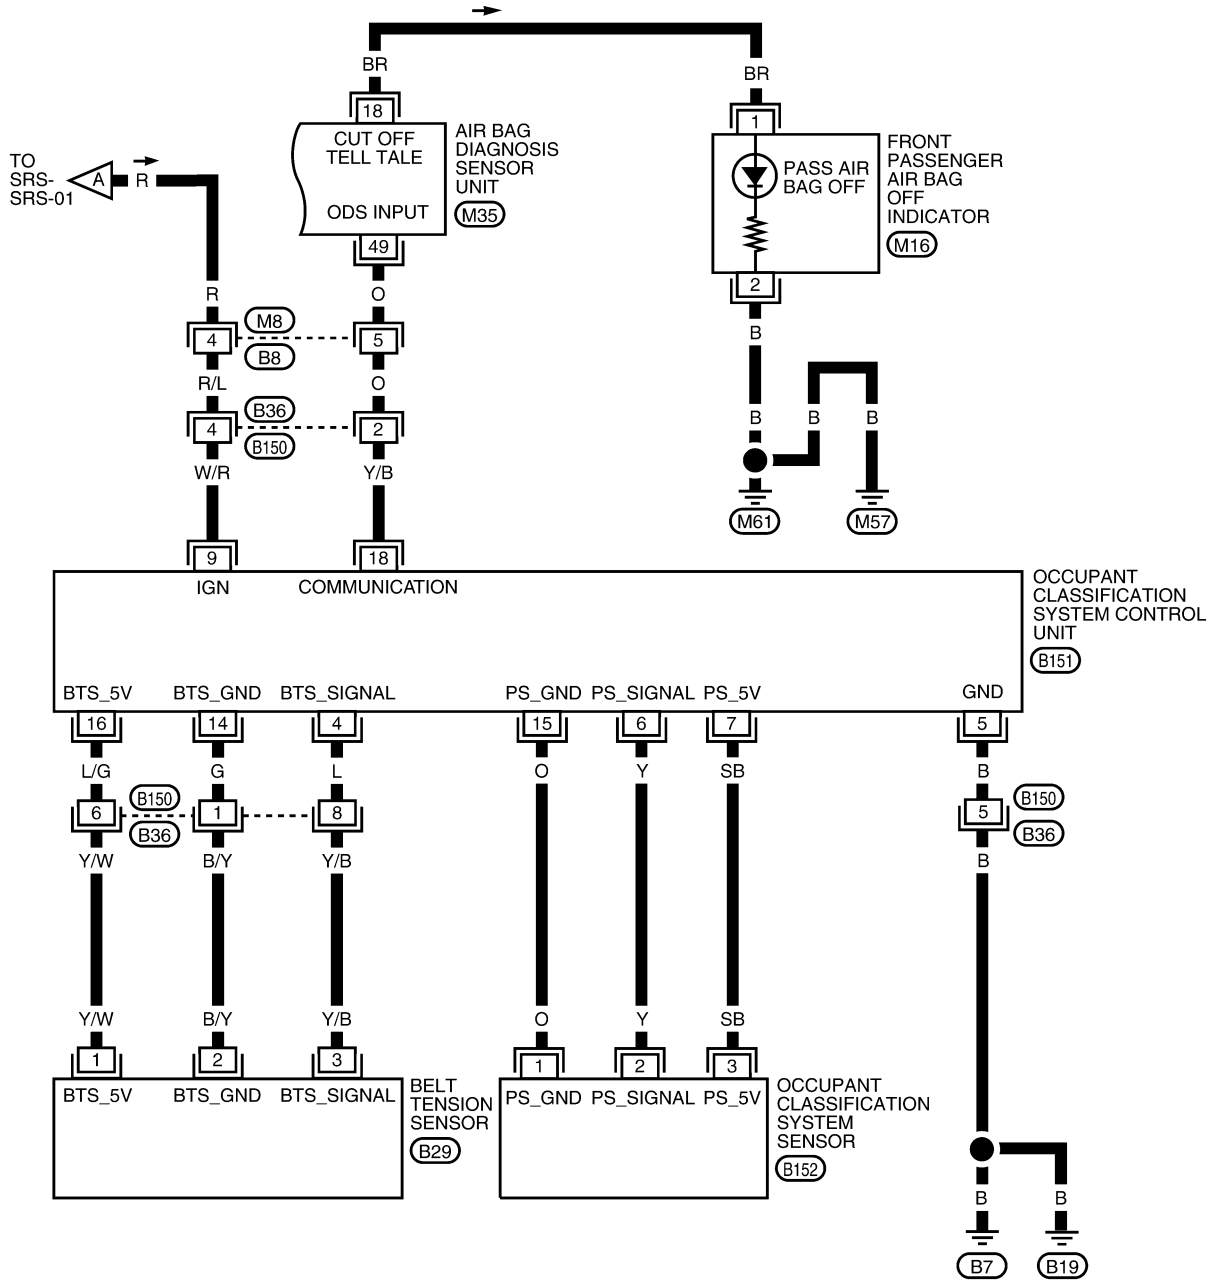 BR
BR
18
CUT OFF
TELL TALE
ODS INPUT
49
AIR BAG
DIAGNOSIS
SENSOR
UNIT
M35
1
PASS AIR
BAG OFF
2
FRONT
PASSENGER
AIR BAG
OFF
INDICATOR
M16
TO
SRS-
SRS-01
A
R
R
O
B
4
M8
B8
5
R/L
O
4
B36
B150
2
B
B
B
W/R
Y/B
M61
M57
9
18
IGN
COMMUNICATION
OCCUPANT
CLASSIFICATION
SYSTEM CONTROL
UNIT
B151
BTS_5V
BTS_GND
BTS_SIGNAL
PS_GND
PS_SIGNAL
PS_5V
GND
16
14
4
15
6
7
5
L/G
G
L
O
Y
SB
B
6
B150
B36
1
8
5
B150
B36
Y/W
B/Y
Y/B
B
Y/W
B/Y
Y/B
O
Y
SB
1
2
3
1
2
3
BTS_5V
BTS_GND
BTS_SIGNAL
BELT
TENSION
SENSOR
B29
PS_GND
PS_SIGNAL
PS_5V
OCCUPANT
CLASSIFICATION
SYSTEM
SENSOR
B152
B
B
B7
B19